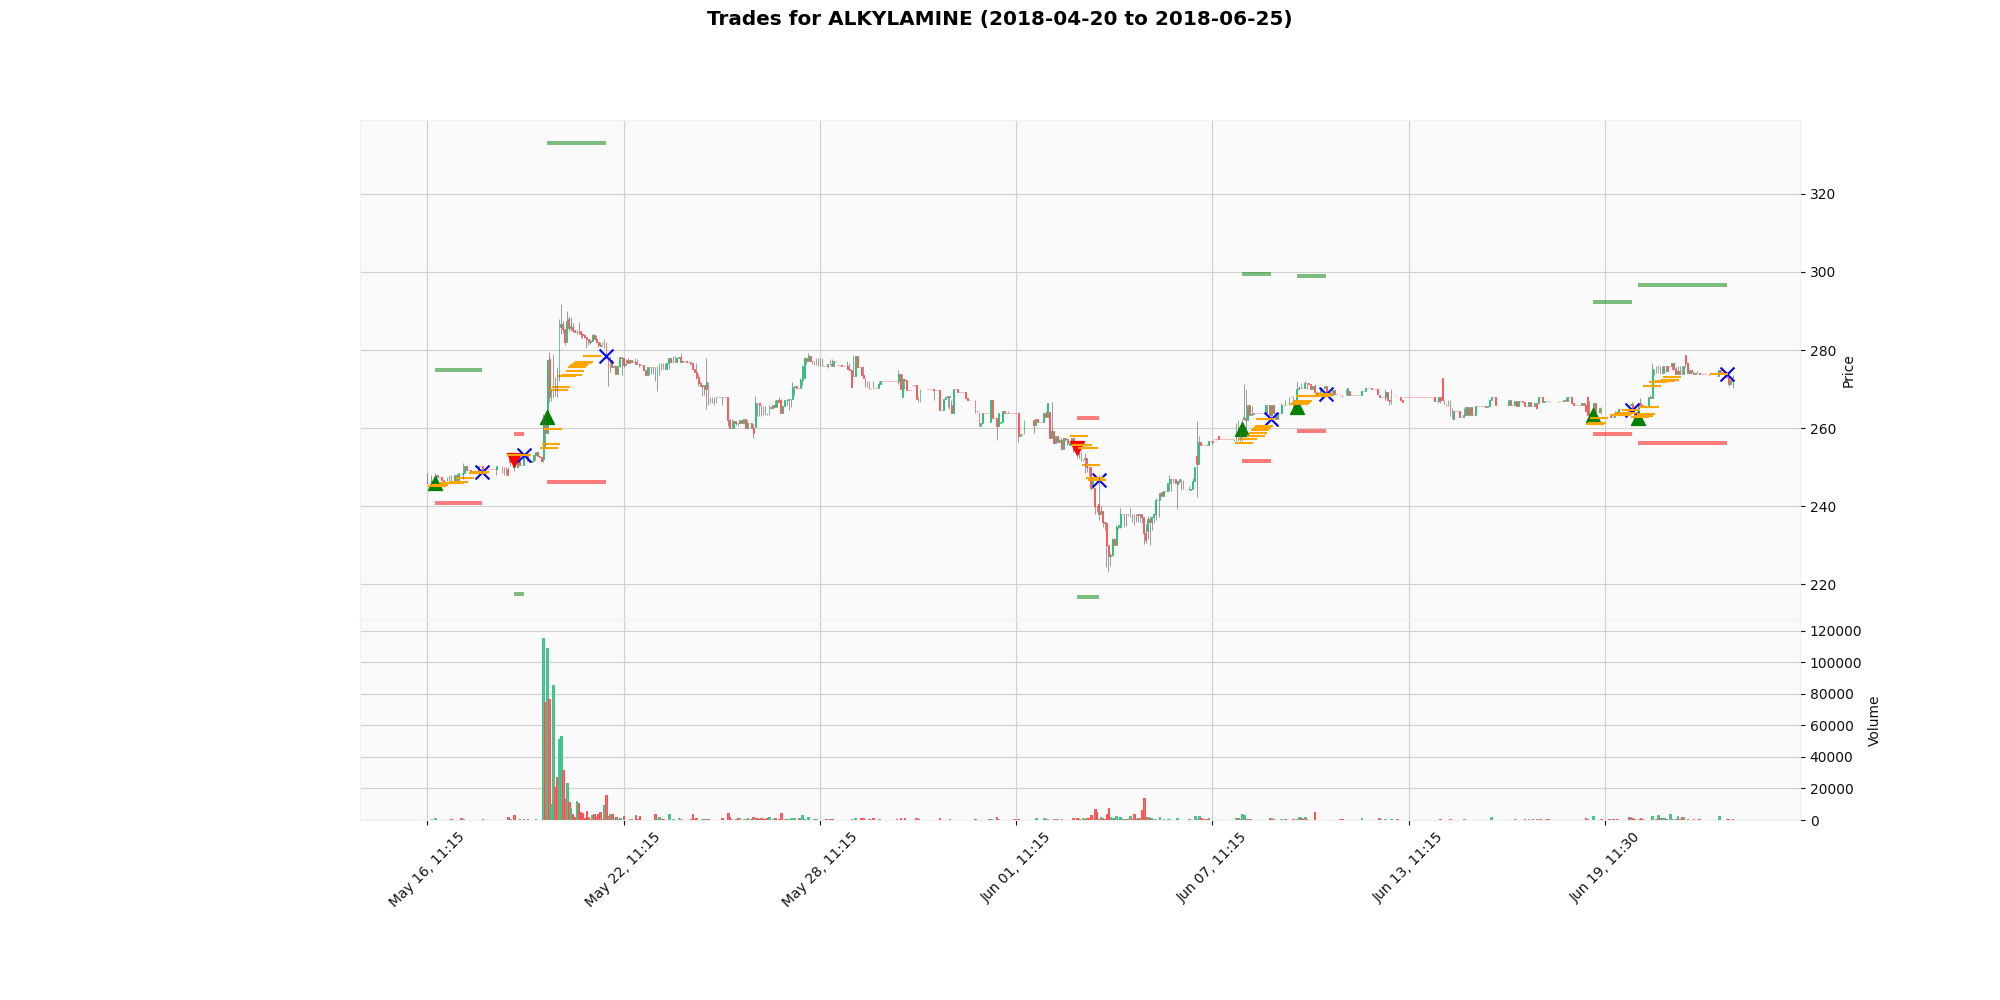 Trades for ALKYLAMINE (2018-04-20 to 2018-06-25)
320
300
280
260
240
220
Price
120000
100000
80000
60000
40000
20000
0
Volume
May 16, 11:15
May 22, 11:15
May 28, 11:15
Jun 01, 11:15
Jun 07, 11:15
Jun 13, 11:15
Jun 19, 11:30